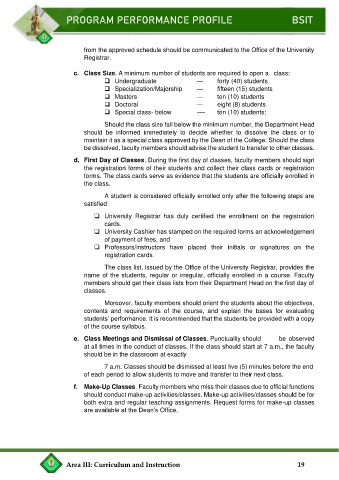 PROGRAM PERFORMANCE PROFILE BSIT
from the approved schedule should be communicated to the Office of the University
Registrar.
c. Class Size. A minimum number of students are required to open a class:
❑ Undergraduate — forty (40) students
❑ Specialization/Majorship — fifteen (15) students
❑ Masters — ten (10) students
❑ Doctoral — eight (8) students
❑ Special class- below — ten (10) students;
Should the class size fall below the minimum number, the Department Head
should be informed immediately to decide whether to dissolve the class or to
maintain it as a special class approved by the Dean of the College. Should the class
be dissolved, faculty members should advise the student to transfer to other classes.
d. First Day of Classes. During the first day of classes, faculty members should sign
the registration forms of their students and collect their class cards or registration
forms. The class cards serve as evidence that the students are officially enrolled in
the class.
A student is considered officially enrolled only after the following steps are
satisfied:
❑ University Registrar has duly certified the enrollment on the registration
cards.
❑ University Cashier has stamped on the required forms an acknowledgement
of payment of fees, and
❑ Professors/instructors have placed their initials or signatures on the
registration cards.
The class list, issued by the Office of the University Registrar, provides the
name of the students, regular or irregular, officially enrolled in a course. Faculty
members should get their class lists from their Department Head on the first day of
classes.
Moreover, faculty members should orient the students about the objectives,
contents and requirements of the course, and explain the bases for evaluating
students' performance. It is recommended that the students be provided with a copy
of the course syllabus.
e. Class Meetings and Dismissal of Classes. Punctuality should be observed
at all times in the conduct of classes. If the class should start at 7 a.m., the faculty
should be in the classroom at exactly
7 a.m. Classes should be dismissed at least five (5) minutes before the end
of each period to allow students to move and transfer to their next class.
f. Make-Up Classes. Faculty members who miss their classes due to official functions
should conduct make-up activities/classes. Make-up activities/classes should be for
both extra and regular teaching assignments. Request forms for make-up classes
are available at the Dean's Office.
Area III: Curriculum and Instruction 19